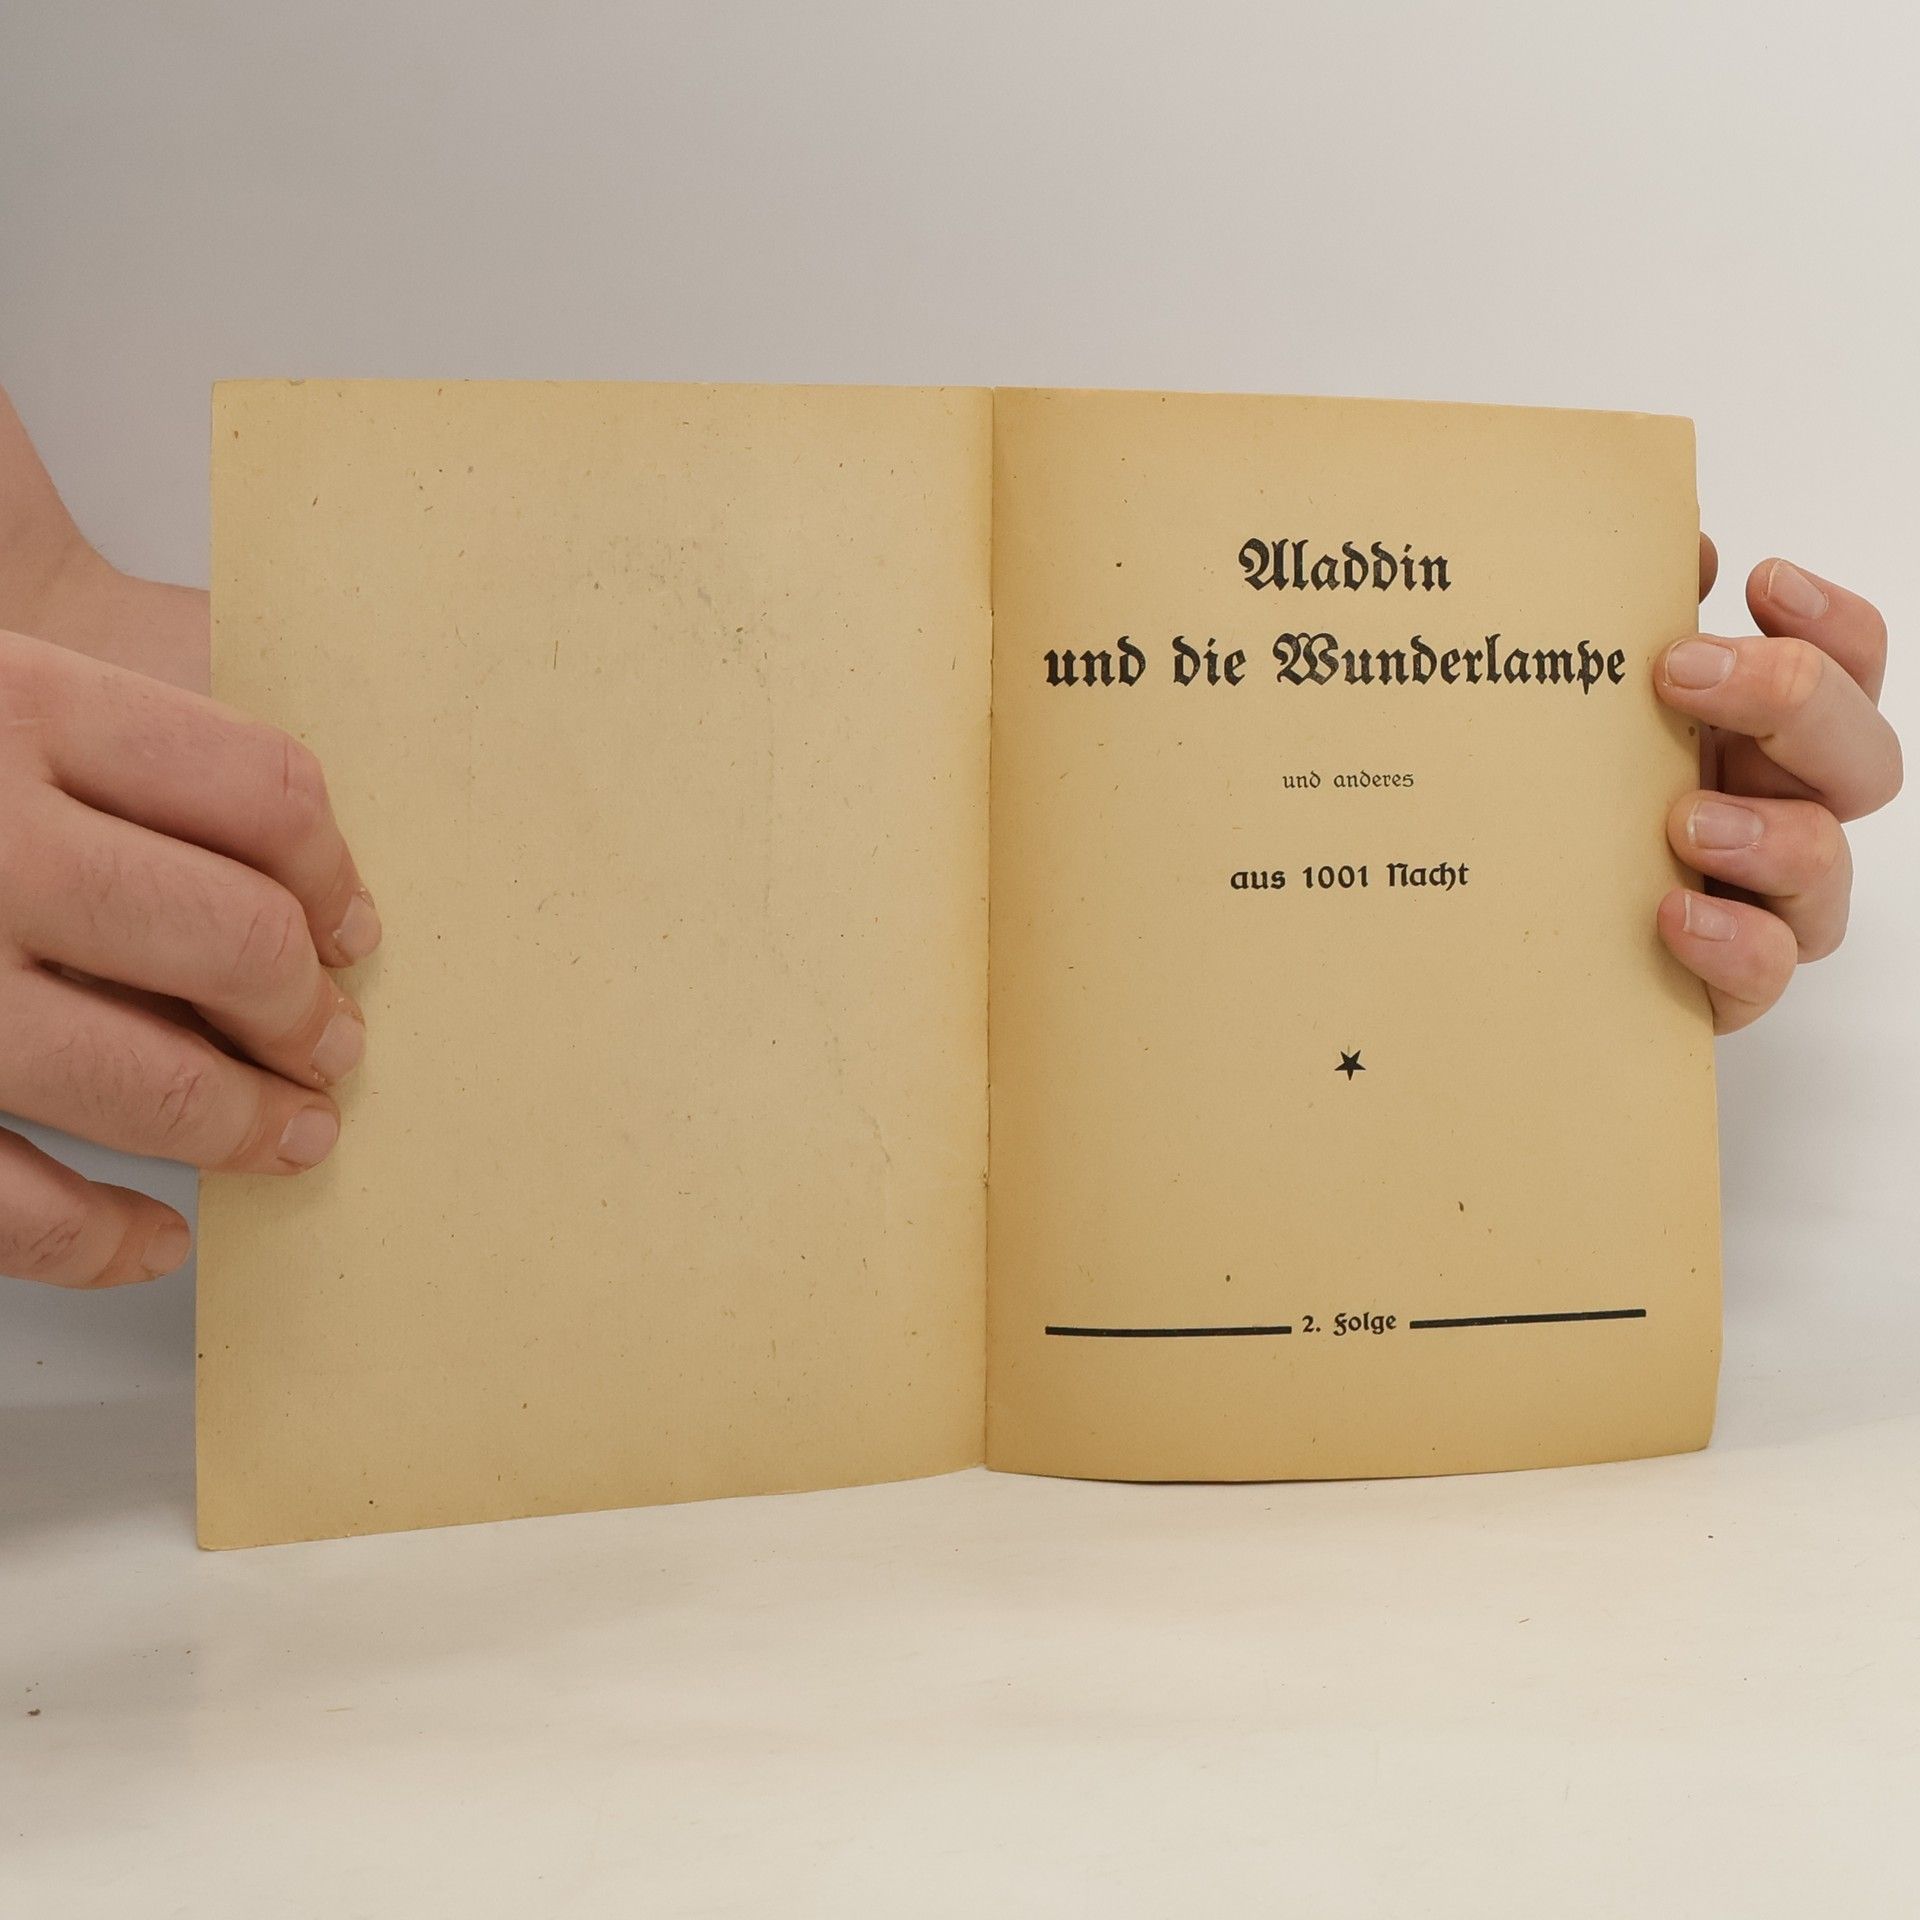 Aladdin
und die Wunderlampe
und anderes
aus 1001 Nacht
2. Folge